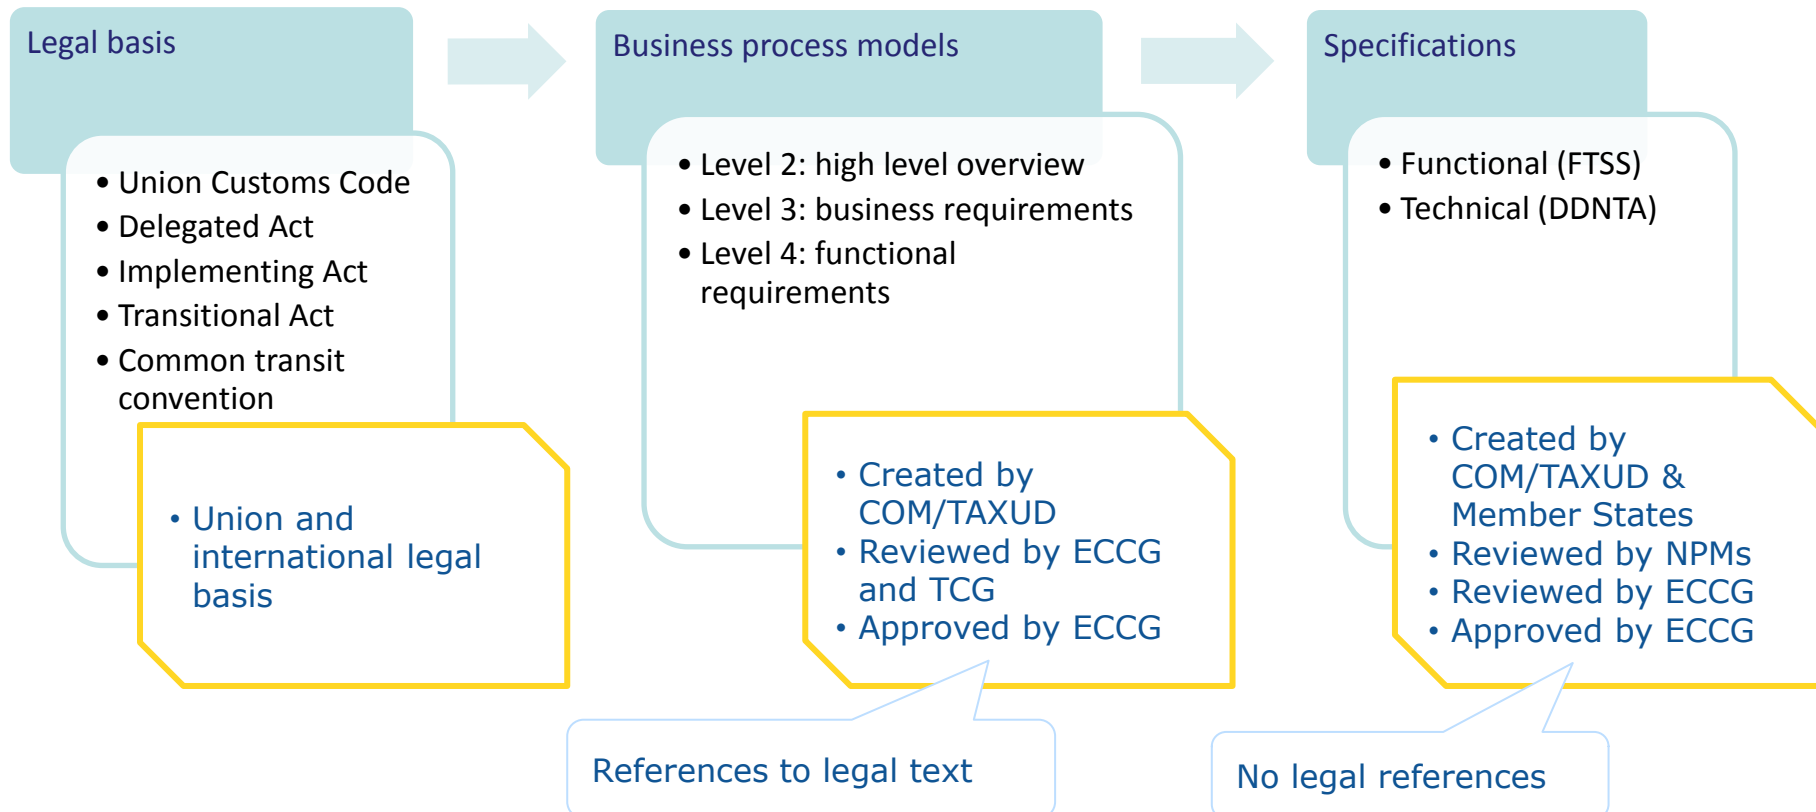 Legal basis
• Union Customs Code
• Delegated Act
• Implementing Act
• Transitional Act
• Common transit
convention
• Union and
international legal
basis
Business process models
• Level 2: high level overview
• Level 3: business requirements
• Level 4: functional
requirements
• Created by
COM/TAXUD
• Reviewed by ECCG
and TCG
• Approved by ECCG
References to legal text
Specifications
• Functional (FTSS)
• Technical (DDNTA)
• Created by
COM/TAXUD &
Member States
• Reviewed by NPMs
• Reviewed by ECCG
• Approved by ECCG
No legal references